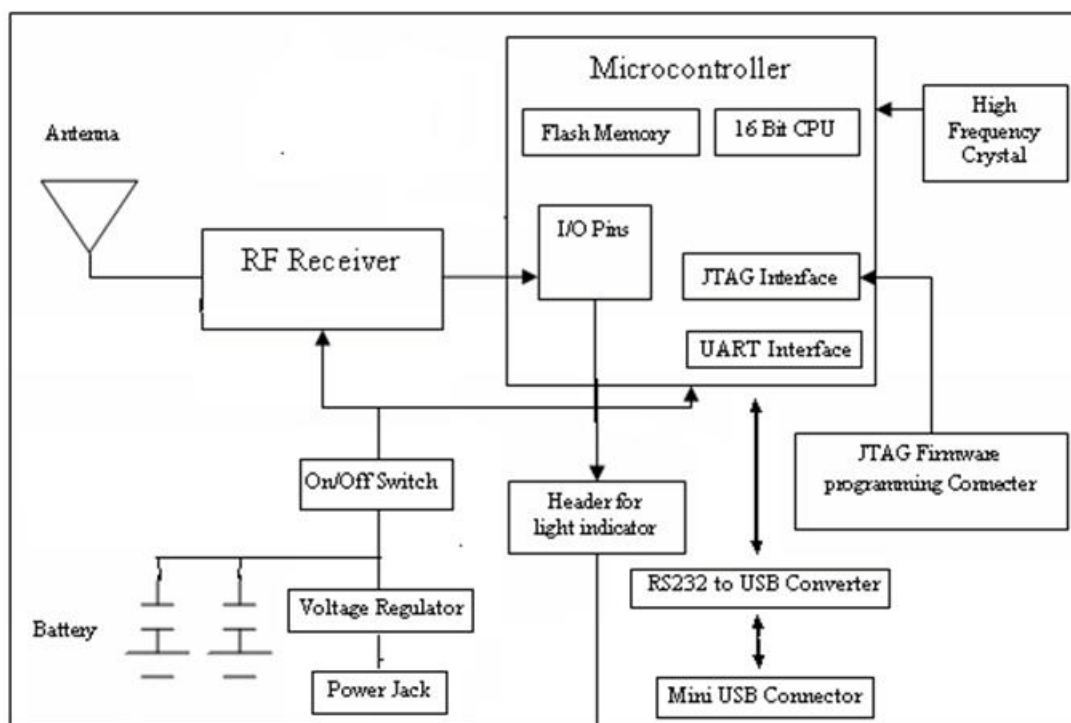 Microcontroller
Flash Memory
16 Bit CPU
High
Frequency
Crystal
Antenna
I/O Pins
RF Receiver
JTAG Interface
UART Interface
JTAG Firmware
programming Connecter
On/Off Switch
Header for
light indicator
RS232 to USB Converter
Voltage Regulator
Battery
Power Jack
Mini USB Connector